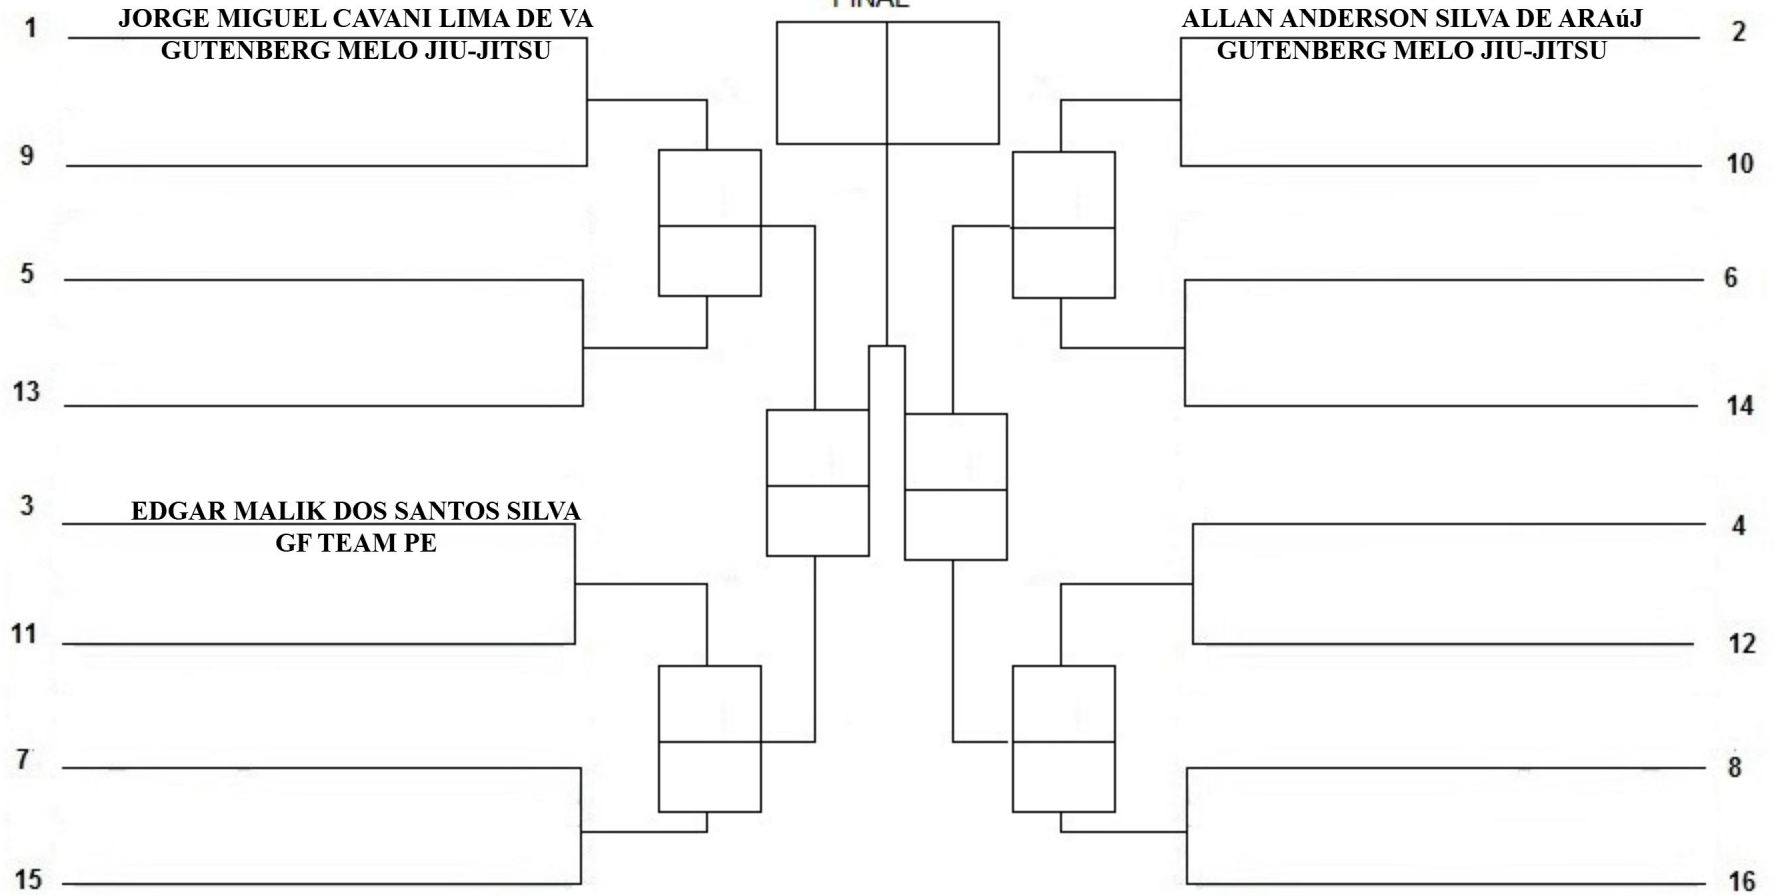 FINAL
1
JORGE MIGUEL CAVANI LIMA DE VA
GUTENBERG MELO JIU-JITSU
9
5
13
3
EDGAR MALIK DOS SANTOS SILVA
GF TEAM PE
11
7
15
ALLAN ANDERSON SILVA DE ARAúJ
GUTENBERG MELO JIU-JITSU
2
10
6
14
4
12
8
16